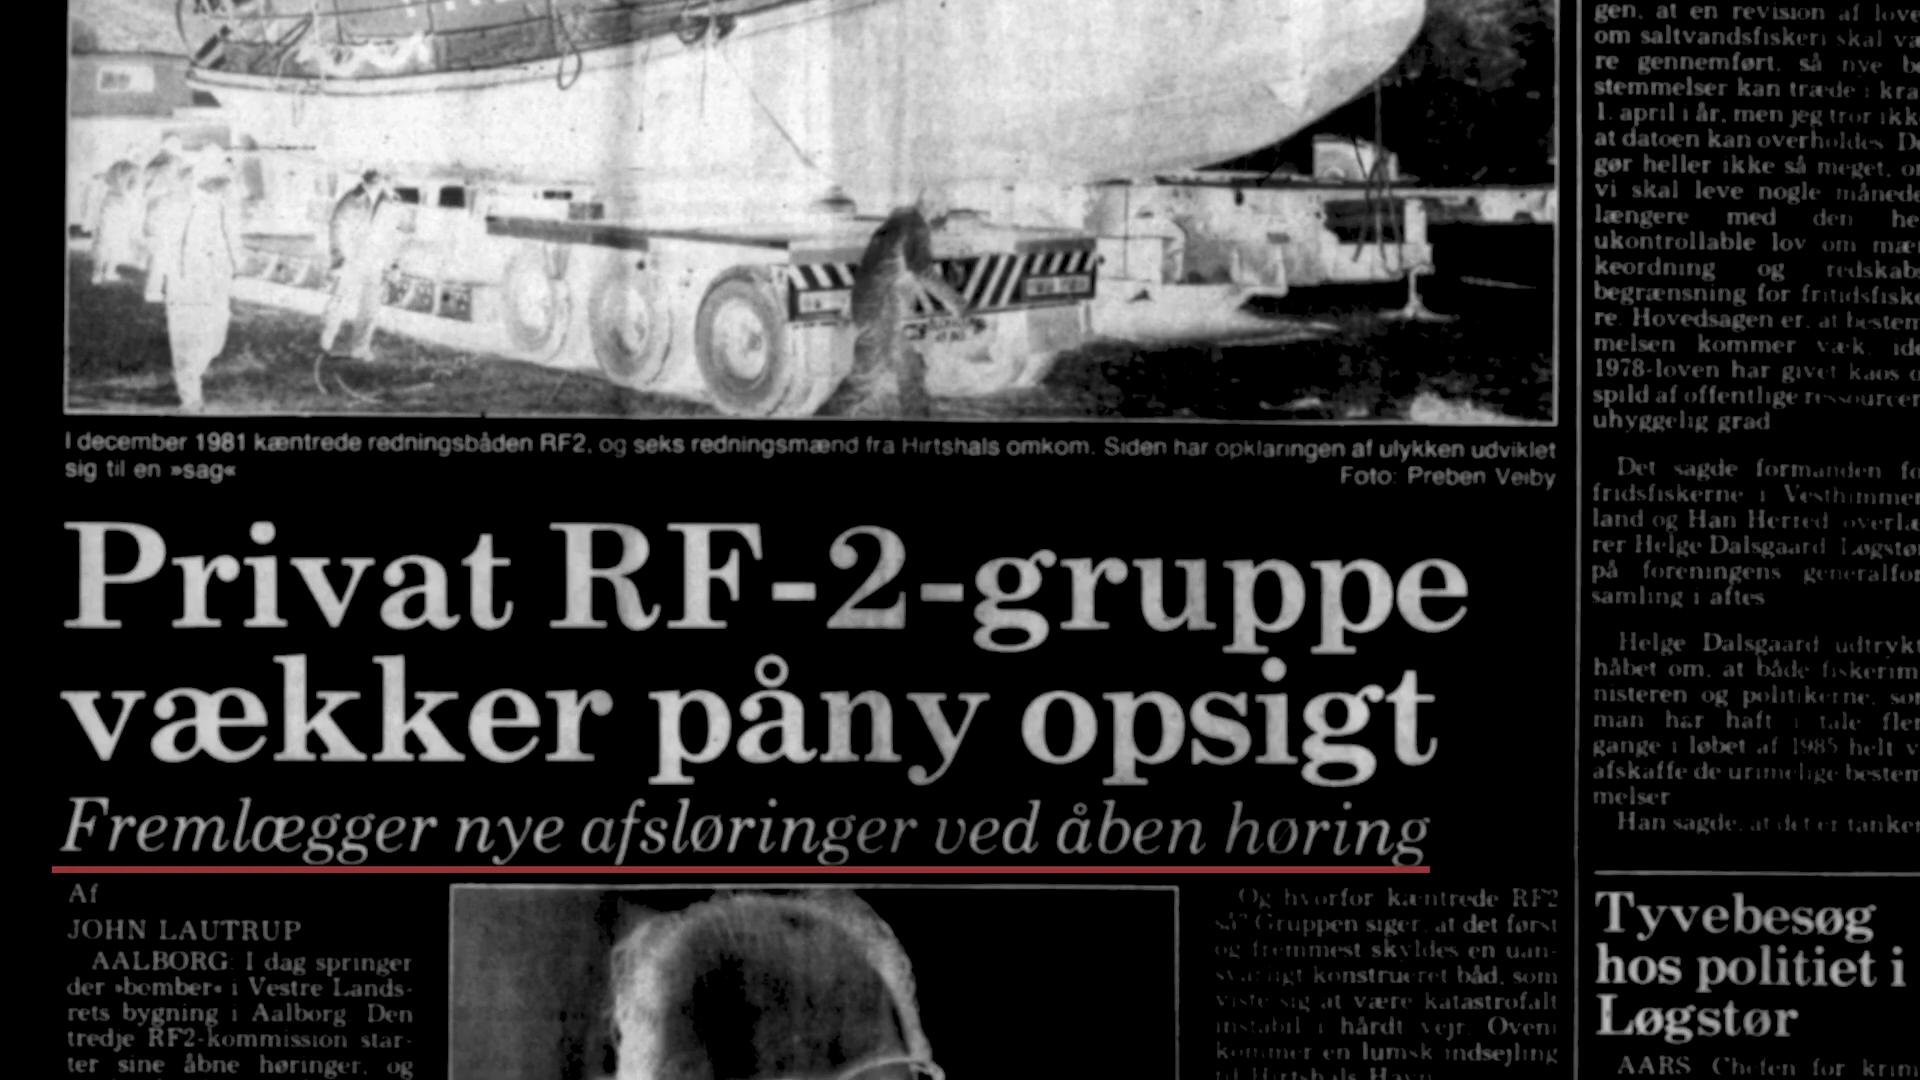 I december 1981 kæntrede redningsbåden RF2, og seks redningsmænd fra Hirtshals omkom. Siden har opklaringen af ulykken udviklet
sig til en »sag«
Foto: Preben Veiby
Privat RF-2-gruppe
vækker påny opsigt
Fremlægger nye afsløringer ved åben høring
Af
JOHN LAUTRUP
AALBORG: I dag springer
der »bomber« i Vestre Lands-
rets bygning i Aalborg. Den
tredje RF2-kommission star-
ter sine åbne høringer, og
Og hvorfor kæntrede RF2
så? Gruppen siger, at det først
og fremmest skyldes en uan-
svarligt konstrueret båd, som
viste sig at være katastrofalt
instabil i hårdt vejr. Oveni
kommer en lumsk indsejling
til Hirtshals Havn
gen, at en revision af love
om saltvandsfiskeri skal væ
re gennemført, så nye be
stemmelser kan træde i kra
1. april i år, men jeg tror ikk
at datoen kan overholdes. De
gør heller ikke så meget, or
vi skal leve nogle månede
længere med den he
ukontrollable lov om mær
keordning og redskabs
begrænsning for fritidsfiske
re. Hovedsagen er, at bestem
melsen kommer væk, ide
1978-loven har givet kaos o
spild af offentlige ressourcer
uhyggelig grad
Det sagde formanden fo
fridsfiskerne i Vesthimmer
land og Han Herred overlæ
rer Helge Dalsgaard Løgstør
på foreningens generalfor
samling i aftes
Helge Dalsgaard udtrykt
håbet om, at både fiskerim
nisteren og politikerne, som
man har haft i tale fler
gange i løbet af 1985 helt v
afskaffe de urimelige bestem
melser
Han sagde, at det er tanken
Tyvebesøg
hos politiet i
Løgstør
AARS Chefen for krim